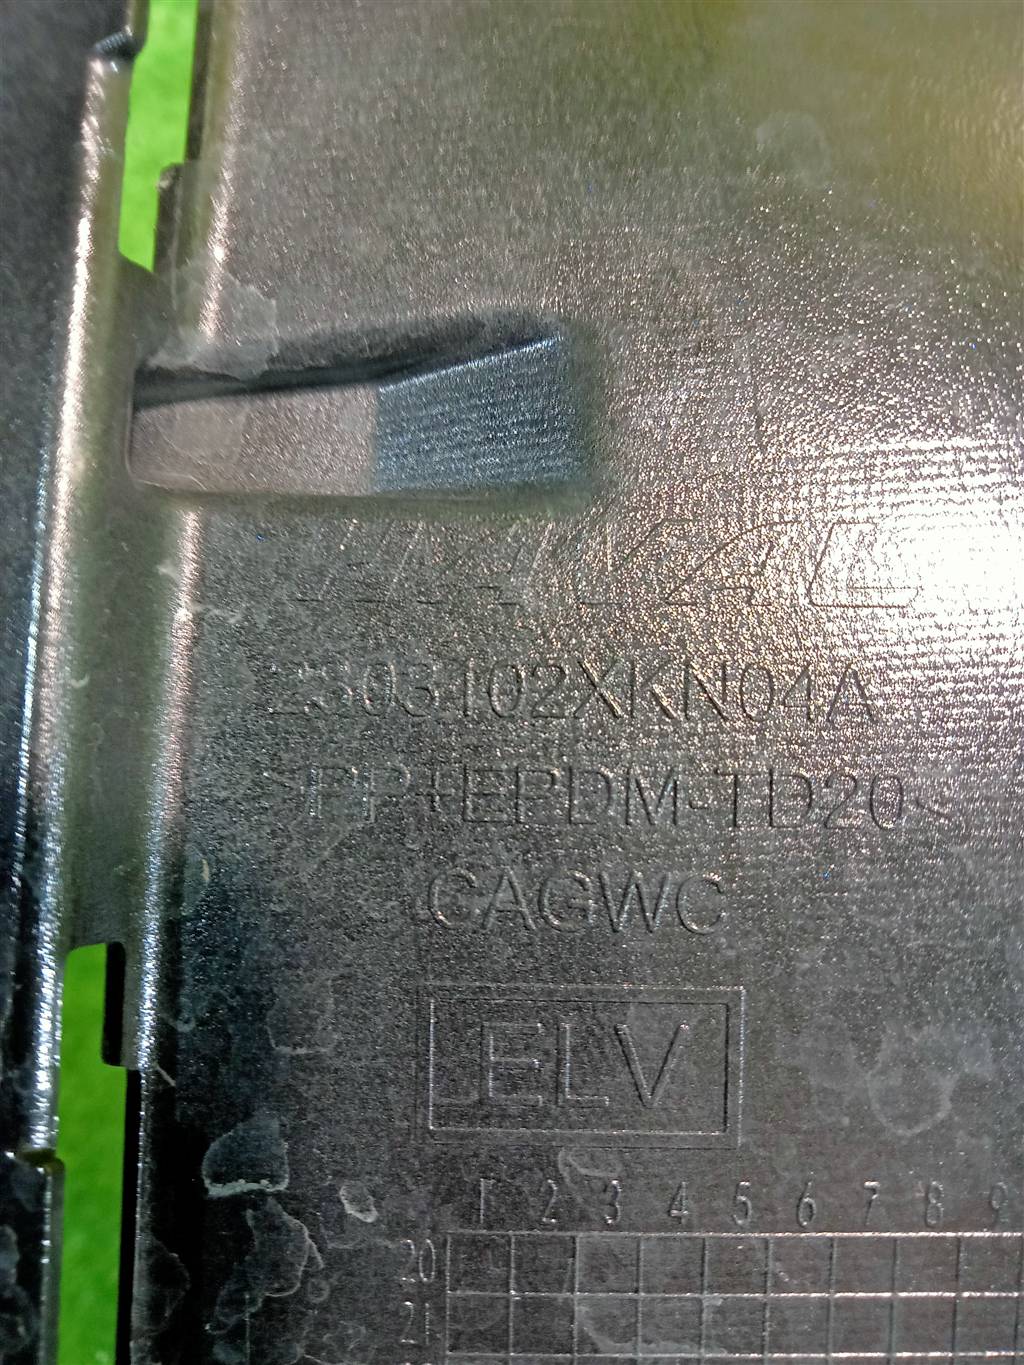 2803102XKN04A
>PP+EPDM-TD20<
CAGWC
ELV
1 2 3 4 5 6 7 8 9
20
21